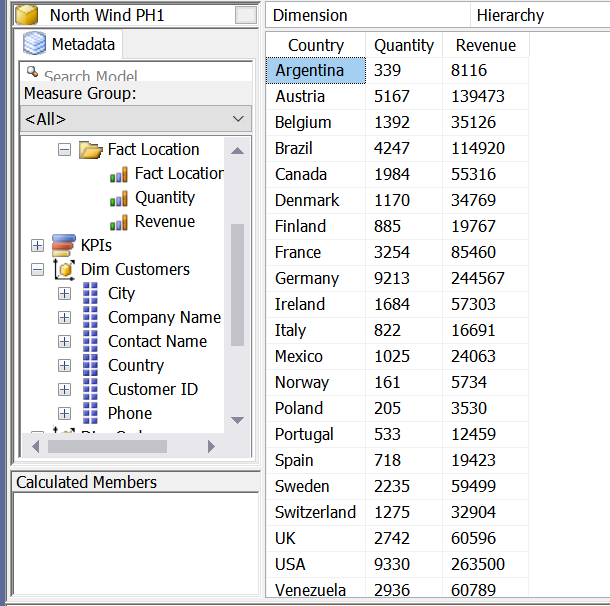 North Wind PH1
Metadata
Search Model
Measure Group:
<All>
Fact Location
Fact Location
Quantity
Revenue
KPIs
Dim Customers
City
Company Name
Contact Name
Country
Customer ID
Phone
Calculated Members
Dimension Hierarchy
Country Quantity Revenue
Argentina 339 8116
Austria 5167 139473
Belgium 1392 35126
Brazil 4247 114920
Canada 1984 55316
Denmark 1170 34769
Finland 885 19767
France 3254 85460
Germany 9213 244567
Ireland 1684 57303
Italy 822 16691
Mexico 1025 24063
Norway 161 5734
Poland 205 3530
Portugal 533 12459
Spain 718 19423
Sweden 2235 59499
Switzerland 1275 32904
UK 2742 60596
USA 9330 263500
Venezuela 2936 60789